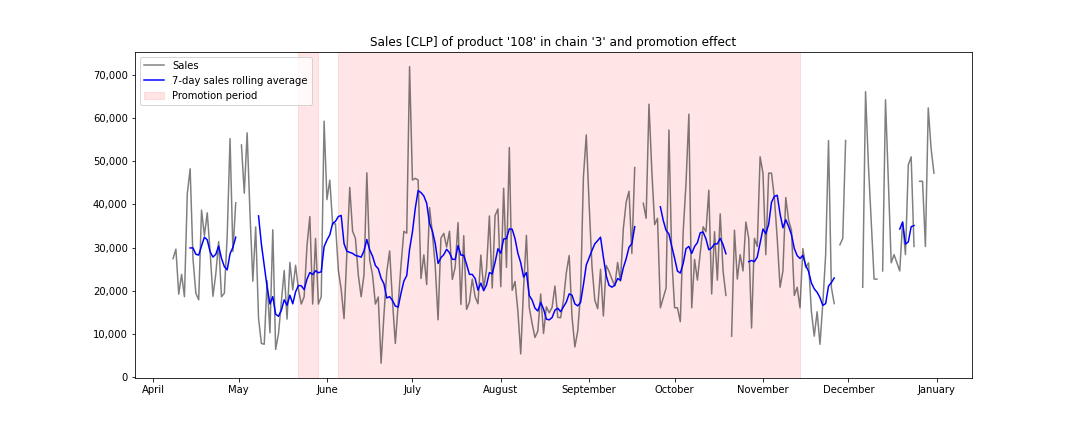 Sales [CLP] of product '108' in chain '3' and promotion effect
Sales
7-day sales rolling average
Promotion period
70,000
60,000
50,000
40,000
30,000
20,000
10,000
0
April May June July August September October November December January